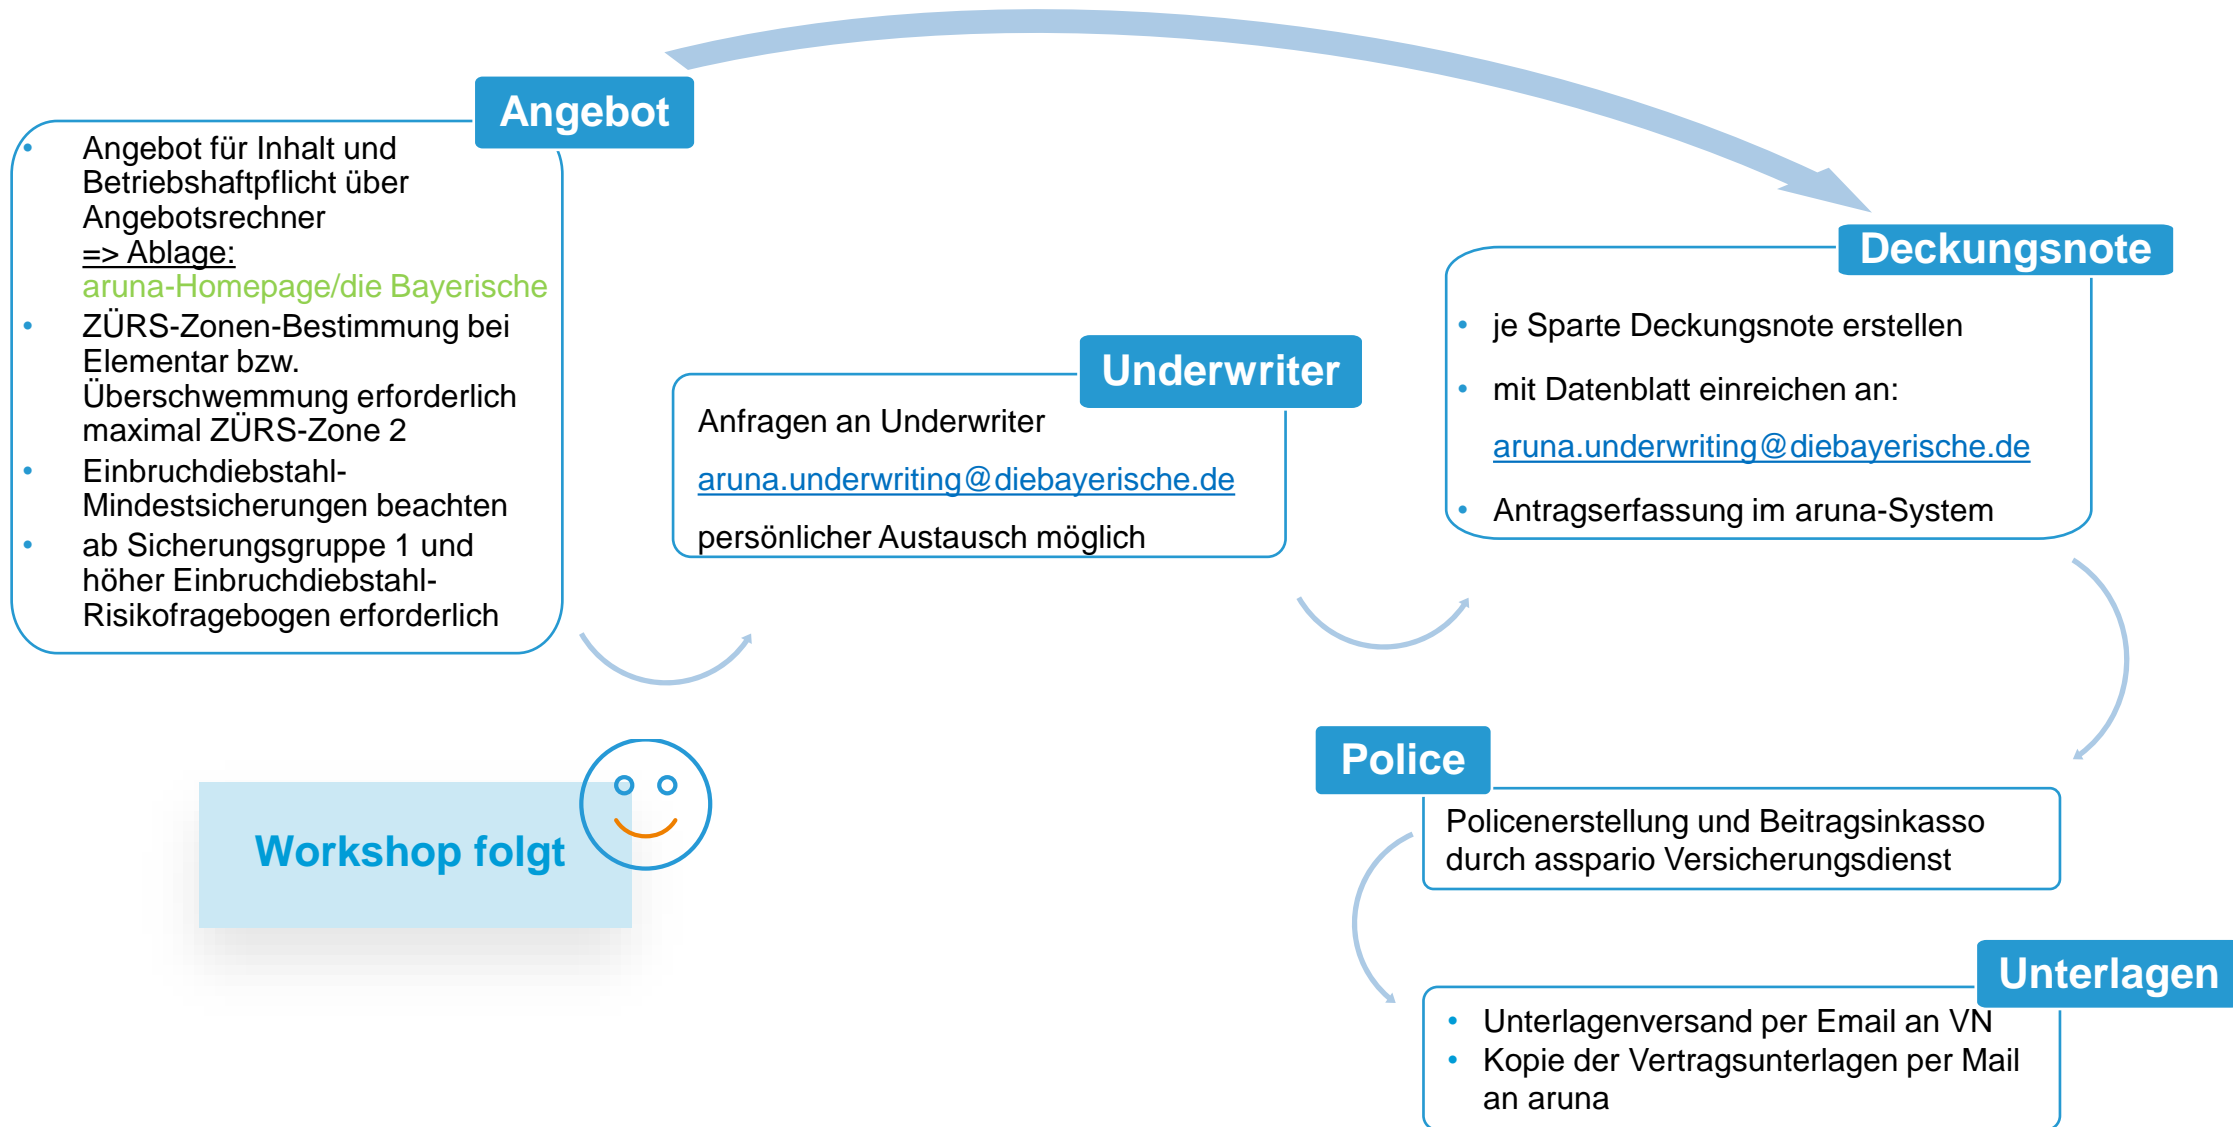 Angebot
Angebot für Inhalt und
Betriebshaftpflicht über
Angebotsrechner
=> Ablage:
aruna-Homepage/die Bayerische
ZÜRS-Zonen-Bestimmung bei
Elementar bzw.
Überschwemmung erforderlich
maximal ZÜRS-Zone 2
Einbruchdiebstahl-
Mindestsicherungen beachten
ab Sicherungsgruppe 1 und
höher Einbruchdiebstahl-
Risikofragebogen erforderlich
Underwriter
Anfragen an Underwriter
aruna.underwriting@diebayerische.de
persönlicher Austausch möglich
Deckungsnote
je Sparte Deckungsnote erstellen
mit Datenblatt einreichen an:
aruna.underwriting@diebayerische.de
Antragserfassung im aruna-System
Workshop folgt
Police
Policenerstellung und Beitragsinkasso
durch asspario Versicherungsdienst
Unterlagen
Unterlagenversand per Email an VN
Kopie der Vertragsunterlagen per Mail
an aruna